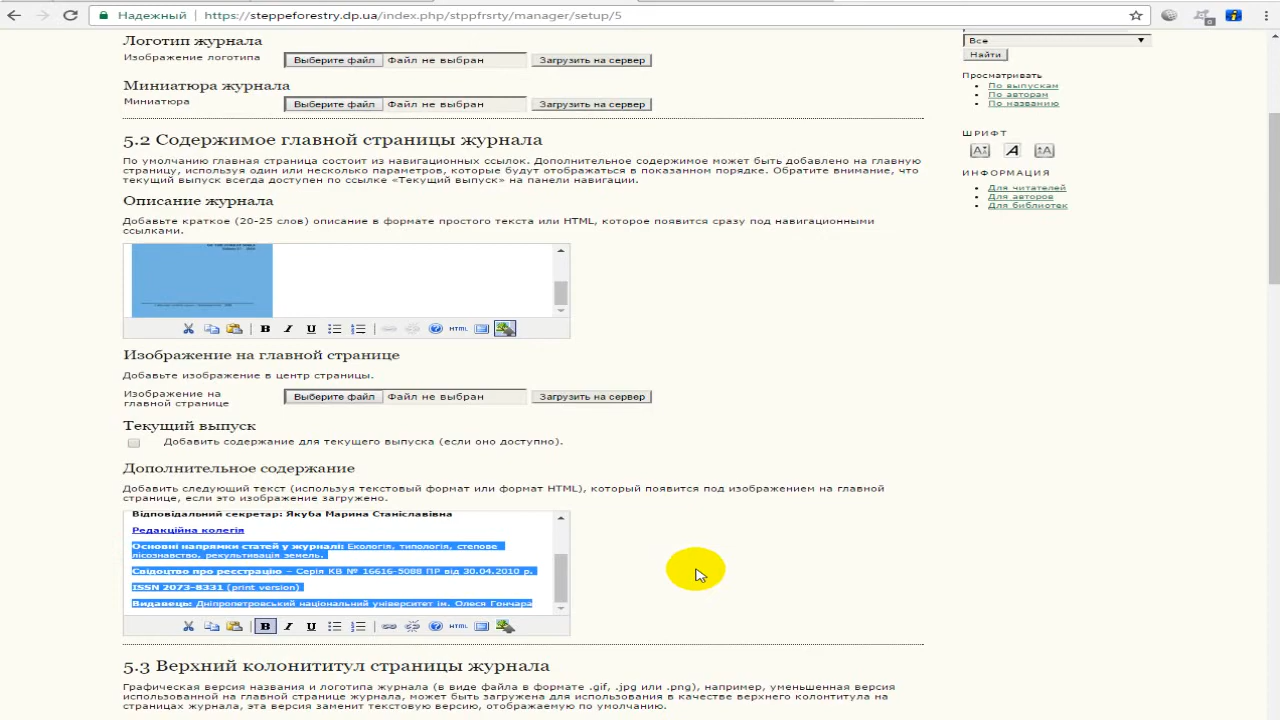 Надежный https://steppeforestry.dp.ua/index.php/stppfrsrty/manager/setup/5
Логотип журнала
Изображение логотипа Выберите файл Файл не выбран Загрузить на сервер
Миниатюра журнала
Миниатюра Выберите файл Файл не выбран Загрузить на сервер
5.2 Содержимое главной страницы журнала
По умолчанию главная страница состоит из навигационных ссылок. Дополнительное содержимое может быть добавлено на главную
страницу, используя один или несколько параметров, которые будут отображаться в показанном порядке. Обратите внимание, что
текущий выпуск всегда доступен по ссылке «Текущий выпуск» на панели навигации.
Описание журнала
Добавьте краткое (20-25 слов) описание в формате простого текста или HTML, которое появится сразу под навигационными
ссылками.
B I U HTML
Изображение на главной странице
Добавьте изображение в центр страницы.
Изображение на
главной странице
Выберите файл Файл не выбран Загрузить на сервер
Текущий выпуск
Добавить содержание для текущего выпуска (если оно доступно).
Дополнительное содержание
Добавить следующий текст (используя текстовый формат или формат HTML), который появится под изображением на главной
странице, если это изображение загружено.
Відповідальний секретар: Якуба Марина Станіславівна
Редакційна колегія
Основні напрямки статей у журналі: Екологія, типологія, степове
лісознавство, рекультивація земель.
Свідоцтво про реєстрацію – Серія КВ № 16616-5088 ПР від 30.04.2010 р.
ISSN 2073-8331 (print version)
Видавець: Дніпропетровський національний університет ім. Олеся Гончара
B I U HTML
5.3 Верхний колонититул страницы журнала
Графическая версия названия и логотипа журнала (в виде файла в формате .gif, .jpg или .png), например, уменьшенная версия
использованной на главной странице журнала, может быть загружена для использования в качестве верхнего колонтитула на
страницах журнала, эта версия заменит текстовую версию, отображаемую по умолчанию.
Все
Найти
Просматривать
По выпускам
По авторам
По названию
ШРИФТ
A A A
ИНФОРМАЦИЯ
Для читателей
Для авторов
Для библиотек